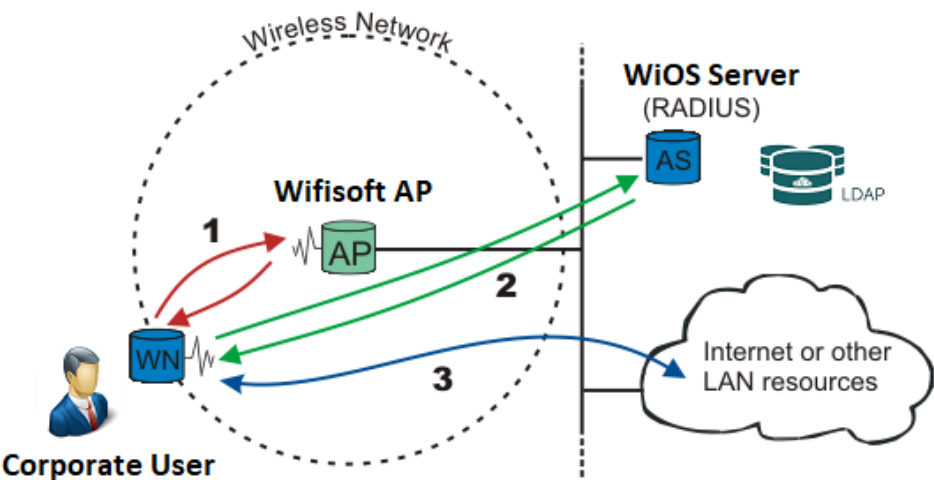 Wireless Network
WiOS Server
(RADIUS)
AS
LDAP
Wifisoft AP
1
AP
2
WN
3
Internet or other
LAN resources
Corporate User